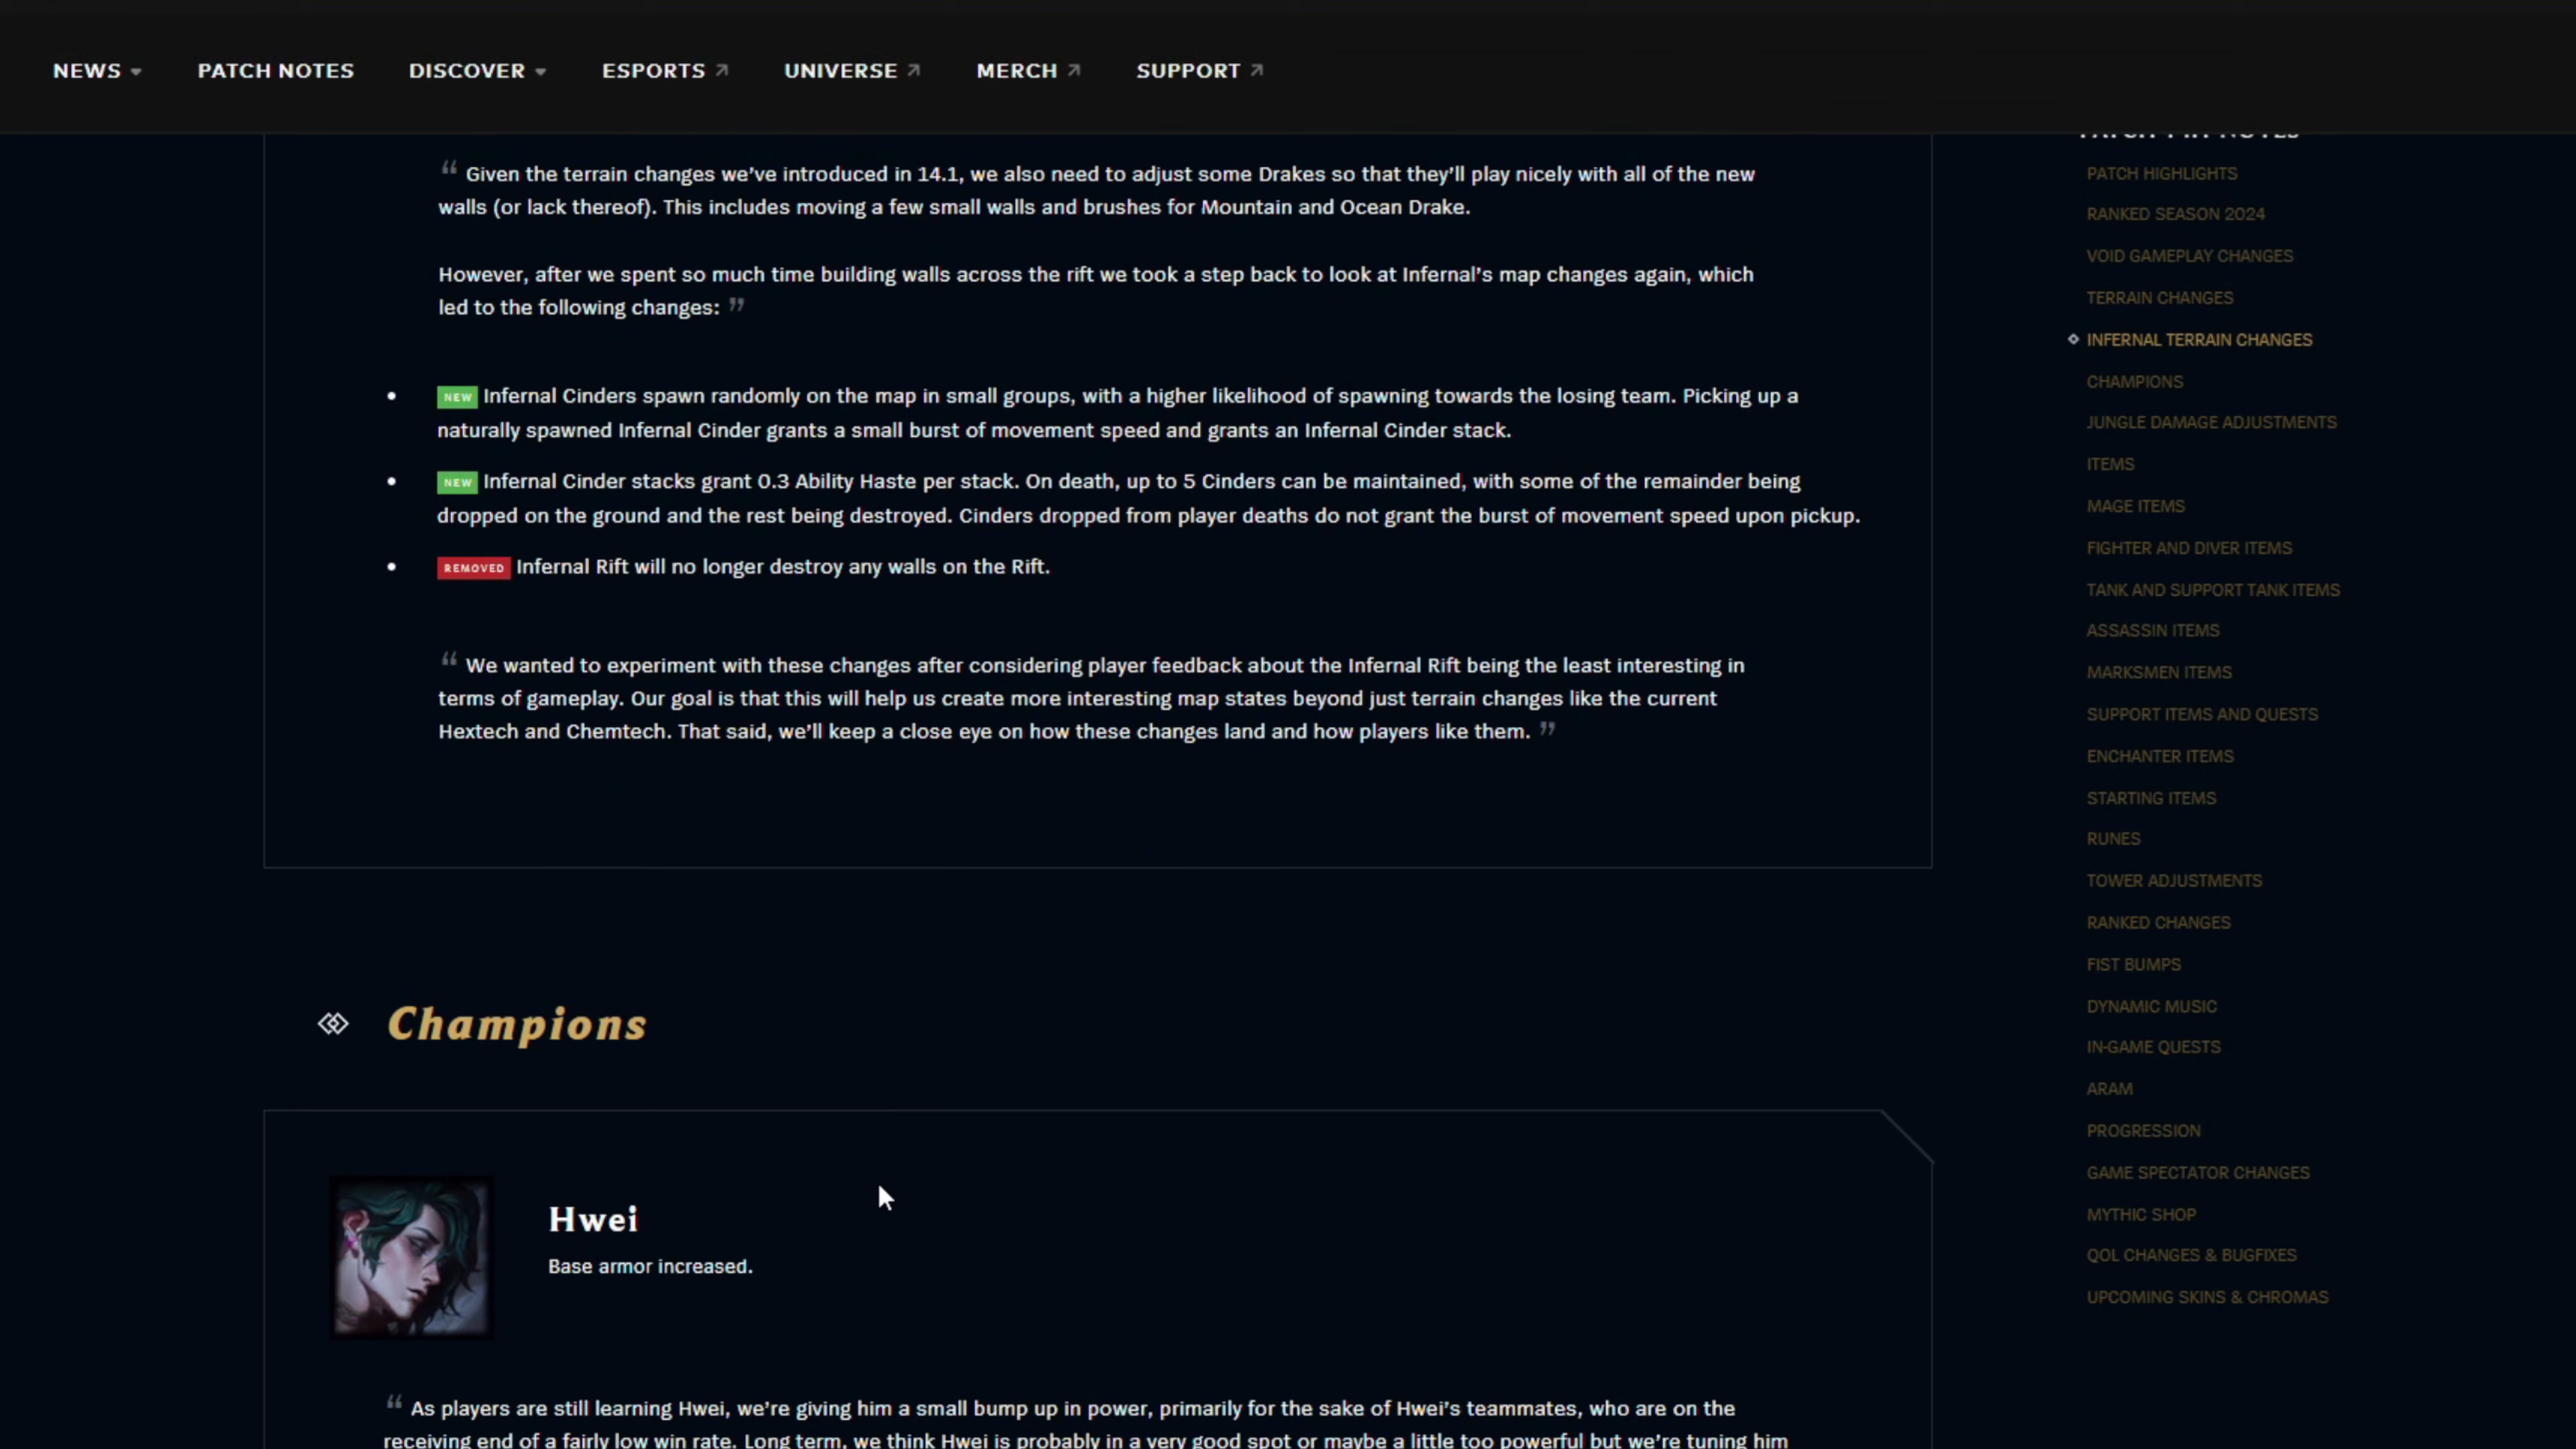 NEWS
PATCH NOTES
DISCOVER
ESPORTS
UNIVERSE
MERCH
SUPPORT
“ Given the terrain changes we’ve introduced in 14.1, we also need to adjust some Drakes so that they’ll play nicely with all of the new
walls (or lack thereof). This includes moving a few small walls and brushes for Mountain and Ocean Drake.
However, after we spent so much time building walls across the rift we took a step back to look at Infernal’s map changes again, which
led to the following changes: ”
• NEW Infernal Cinders spawn randomly on the map in small groups, with a higher likelihood of spawning towards the losing team. Picking up a
naturally spawned Infernal Cinder grants a small burst of movement speed and grants an Infernal Cinder stack.
• NEW Infernal Cinder stacks grant 0.3 Ability Haste per stack. On death, up to 5 Cinders can be maintained, with some of the remainder being
dropped on the ground and the rest being destroyed. Cinders dropped from player deaths do not grant the burst of movement speed upon pickup.
• REMOVED Infernal Rift will no longer destroy any walls on the Rift.
“ We wanted to experiment with these changes after considering player feedback about the Infernal Rift being the least interesting in
terms of gameplay. Our goal is that this will help us create more interesting map states beyond just terrain changes like the current
Hextech and Chemtech. That said, we’ll keep a close eye on how these changes land and how players like them. ”
Champions
Hwei
Base armor increased.
“ As players are still learning Hwei, we’re giving him a small bump up in power, primarily for the sake of Hwei’s teammates, who are on the
receiving end of a fairly low win rate. Long term, we think Hwei is probably in a very good spot or maybe a little too powerful but we’re tuning him
PATCH HIGHLIGHTS
RANKED SEASON 2024
VOID GAMEPLAY CHANGES
TERRAIN CHANGES
INFERNAL TERRAIN CHANGES
CHAMPIONS
JUNGLE DAMAGE ADJUSTMENTS
ITEMS
MAGE ITEMS
FIGHTER AND DIVER ITEMS
TANK AND SUPPORT TANK ITEMS
ASSASSIN ITEMS
MARKSMEN ITEMS
SUPPORT ITEMS AND QUESTS
ENCHANTER ITEMS
STARTING ITEMS
RUNES
TOWER ADJUSTMENTS
RANKED CHANGES
FIST BUMPS
DYNAMIC MUSIC
IN-GAME QUESTS
ARAM
PROGRESSION
GAME SPECTATOR CHANGES
MYTHIC SHOP
QOL CHANGES & BUGFIXES
UPCOMING SKINS & CHROMAS